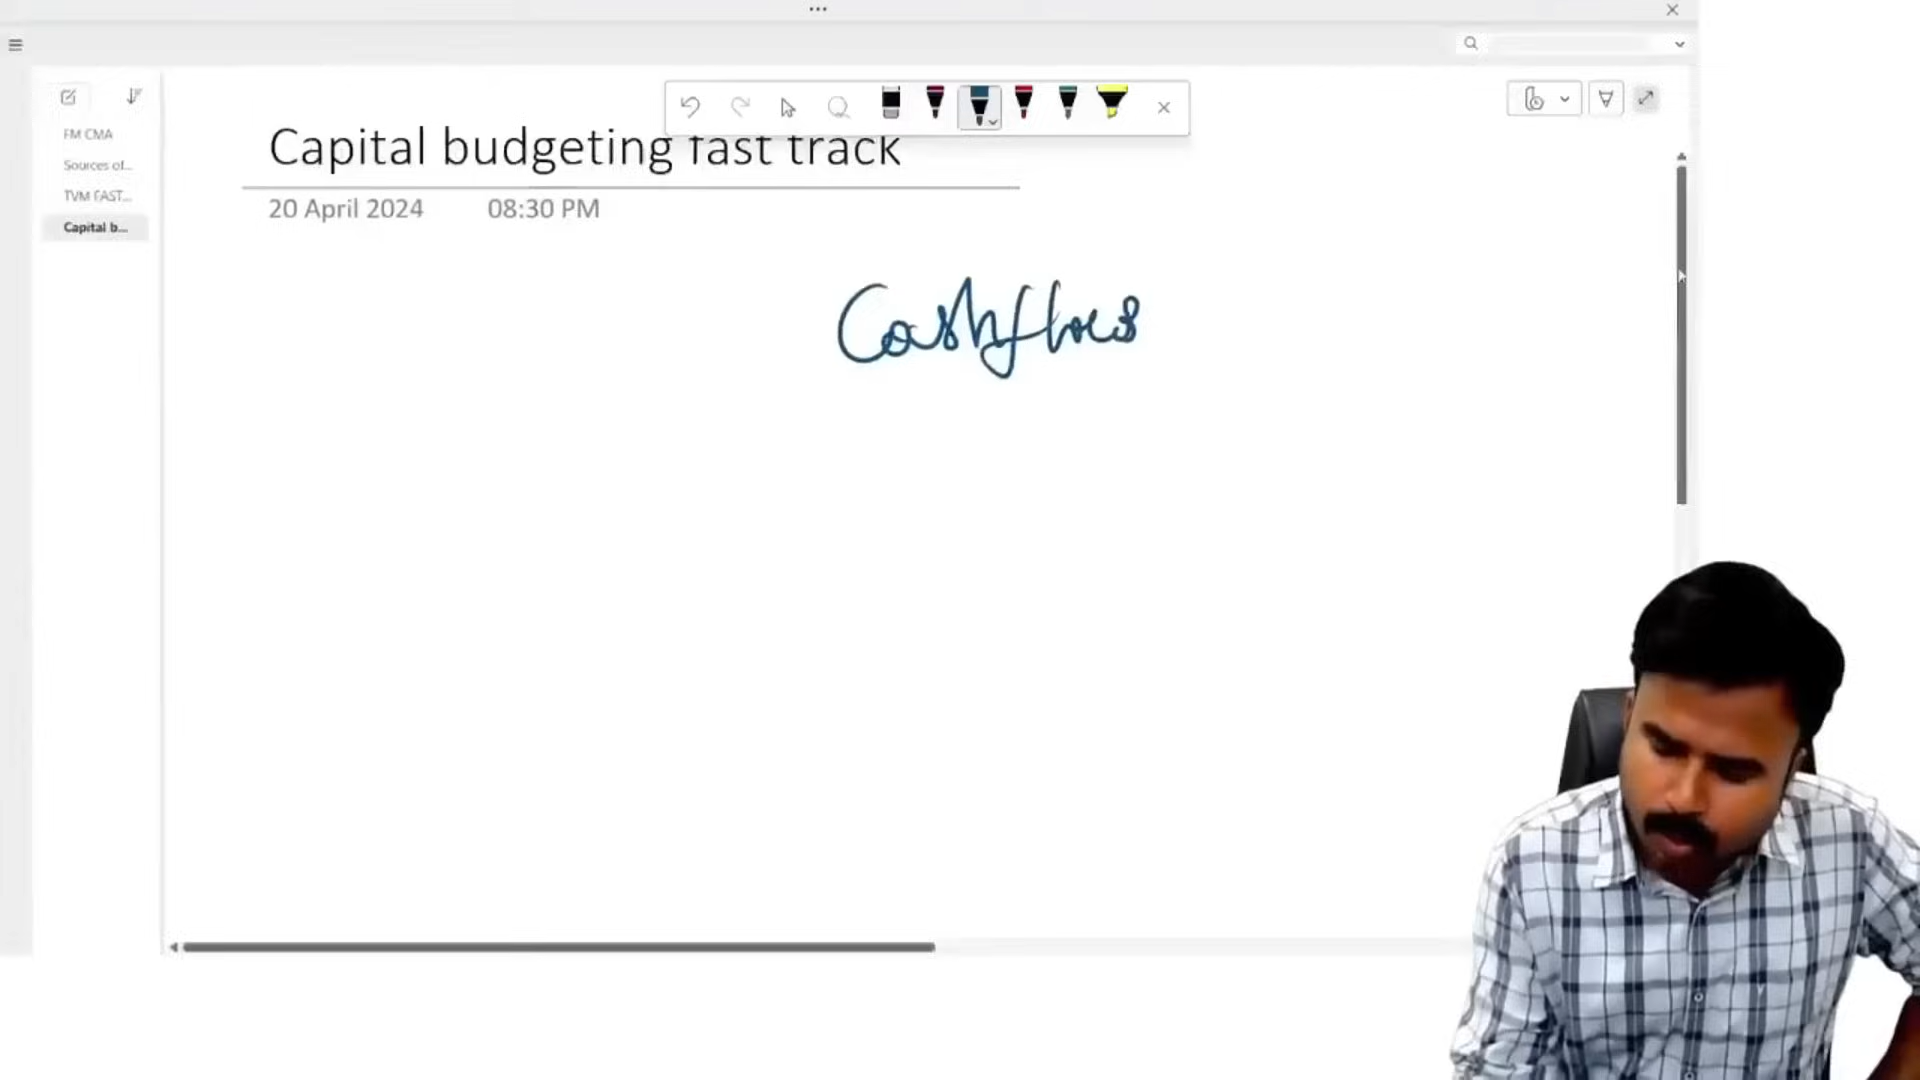 Capital budgeting fast track
20 April 2024 08:30 PM
FM CMA
Sources of...
TVM FAST...
Capital b...
Cashflows